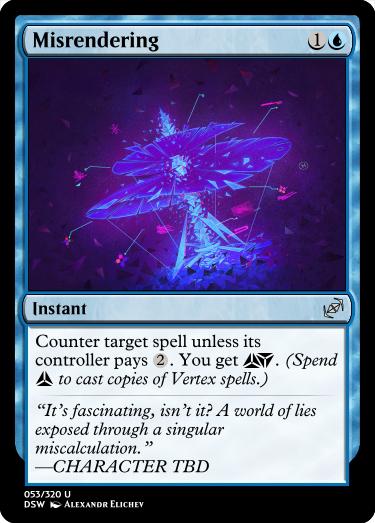 Misrendering 1
Instant
Counter target spell unless its
controller pays 2. You get . (Spend
to cast copies of Vertex spells.)
“It’s fascinating, isn’t it? A world of lies
exposed through a singular
miscalculation.”
—CHARACTER TBD
053/320 U
DSW Alexandr Elichev